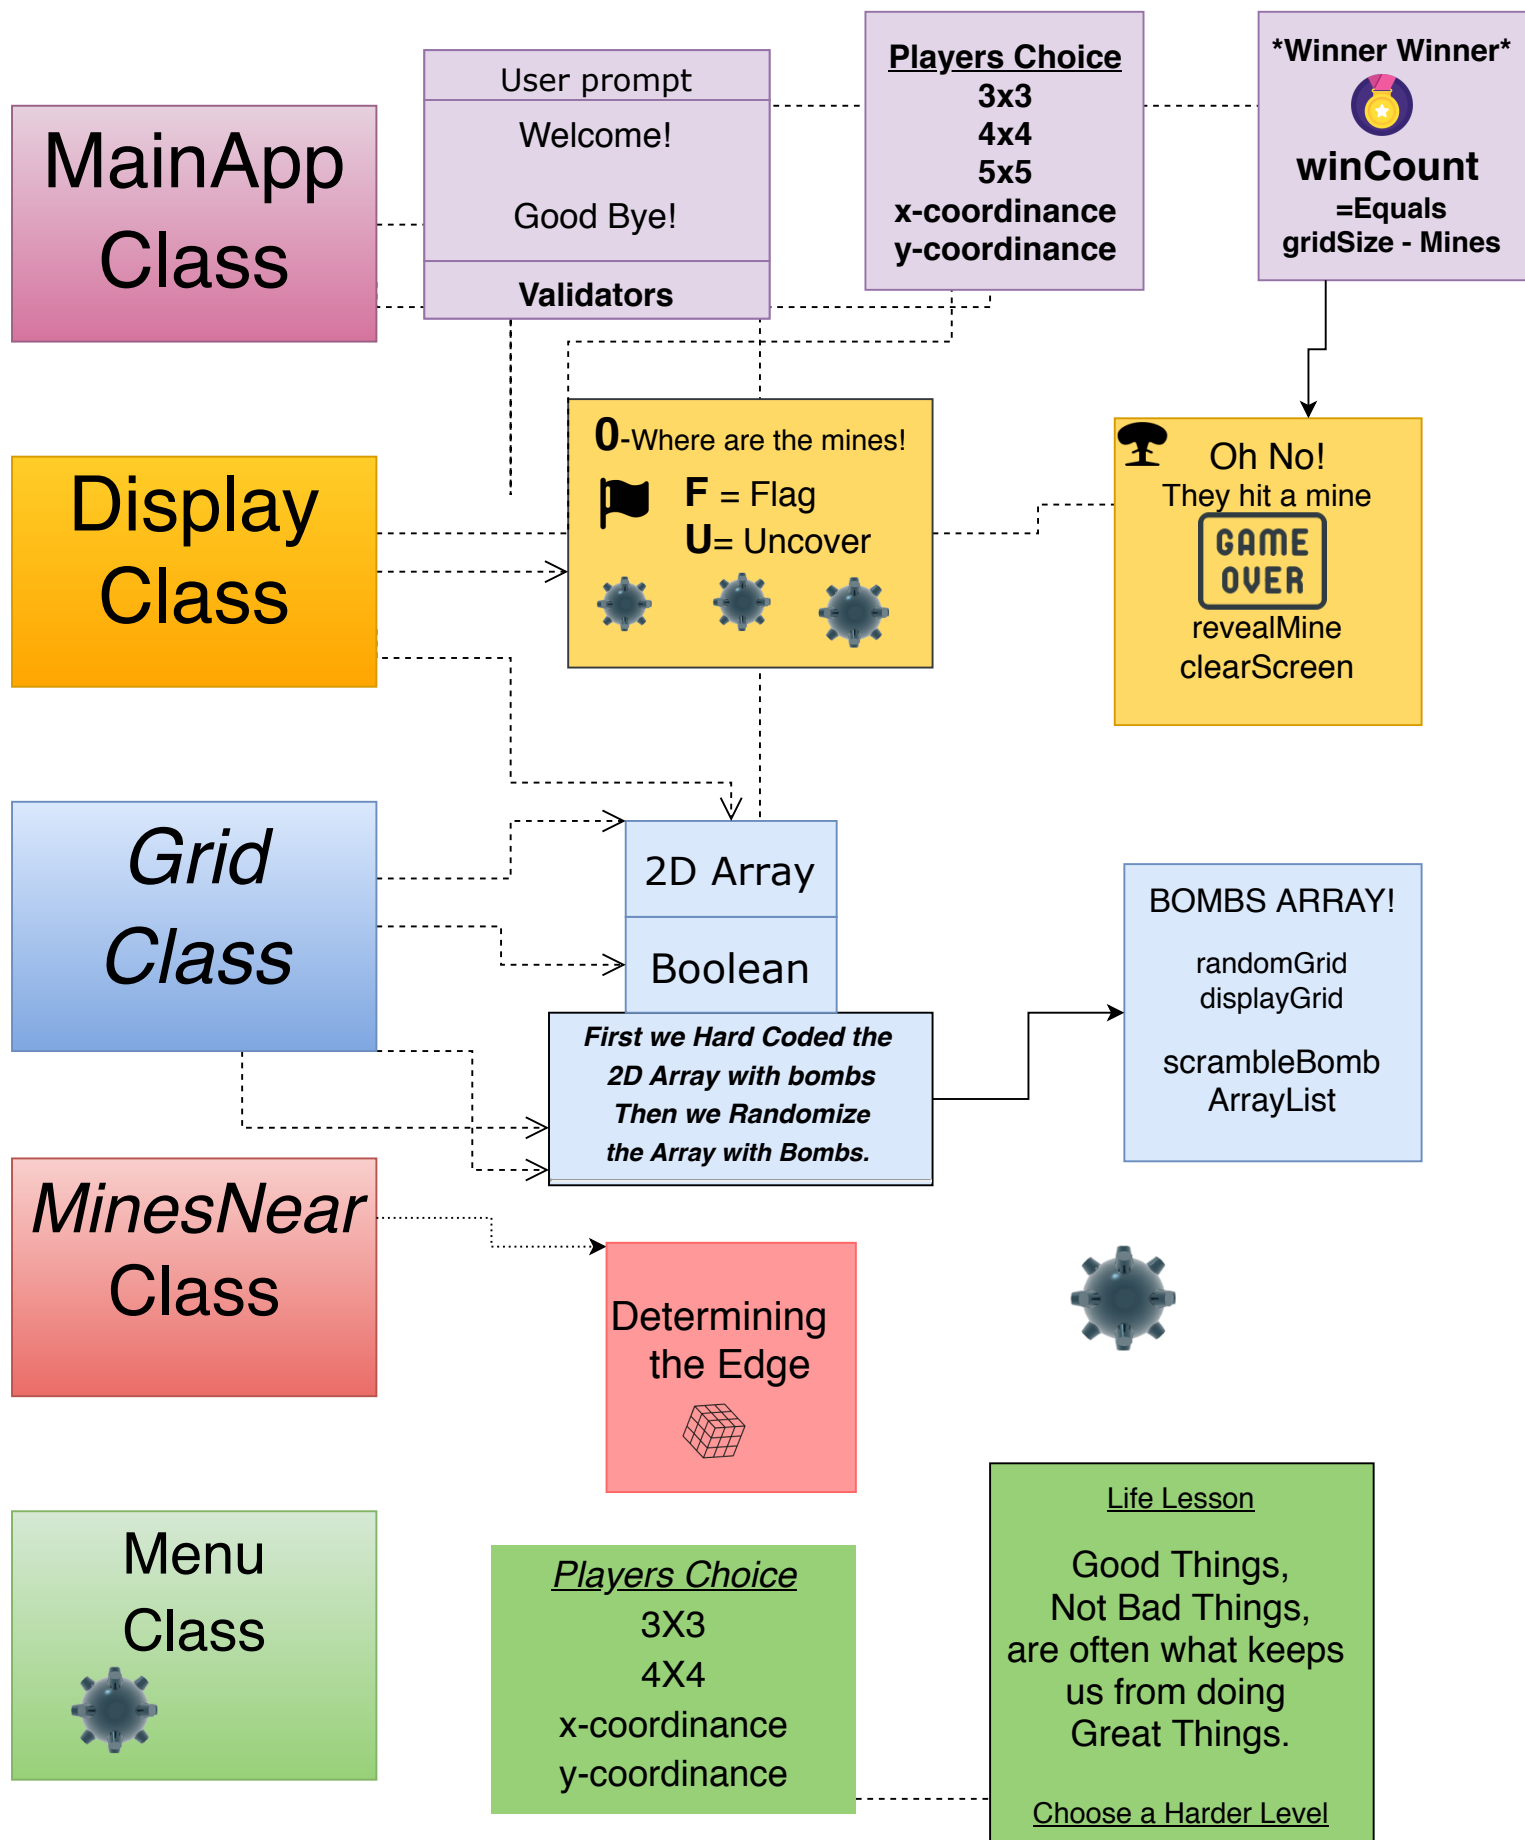 MainApp
Class
User prompt
Welcome!
Good Bye!
Validators
Players Choice
3x3
4x4
5x5
x-coordinance
y-coordinance
*Winner Winner*
winCount
=Equals
gridSize - Mines
Display
Class
0-Where are the mines!
F = Flag
U= Uncover
Oh No!
They hit a mine
GAME
OVER
revealMine
clearScreen
Grid
Class
2D Array
Boolean
First we Hard Coded the
2D Array with bombs
Then we Randomize
the Array with Bombs.
BOMBS ARRAY!
randomGrid
displayGrid
scrambleBomb
ArrayList
MinesNear
Class
Determining
the Edge
Menu
Class
Players Choice
3X3
4X4
x-coordinance
y-coordinance
Life Lesson
Good Things,
Not Bad Things,
are often what keeps
us from doing
Great Things.
Choose a Harder Level